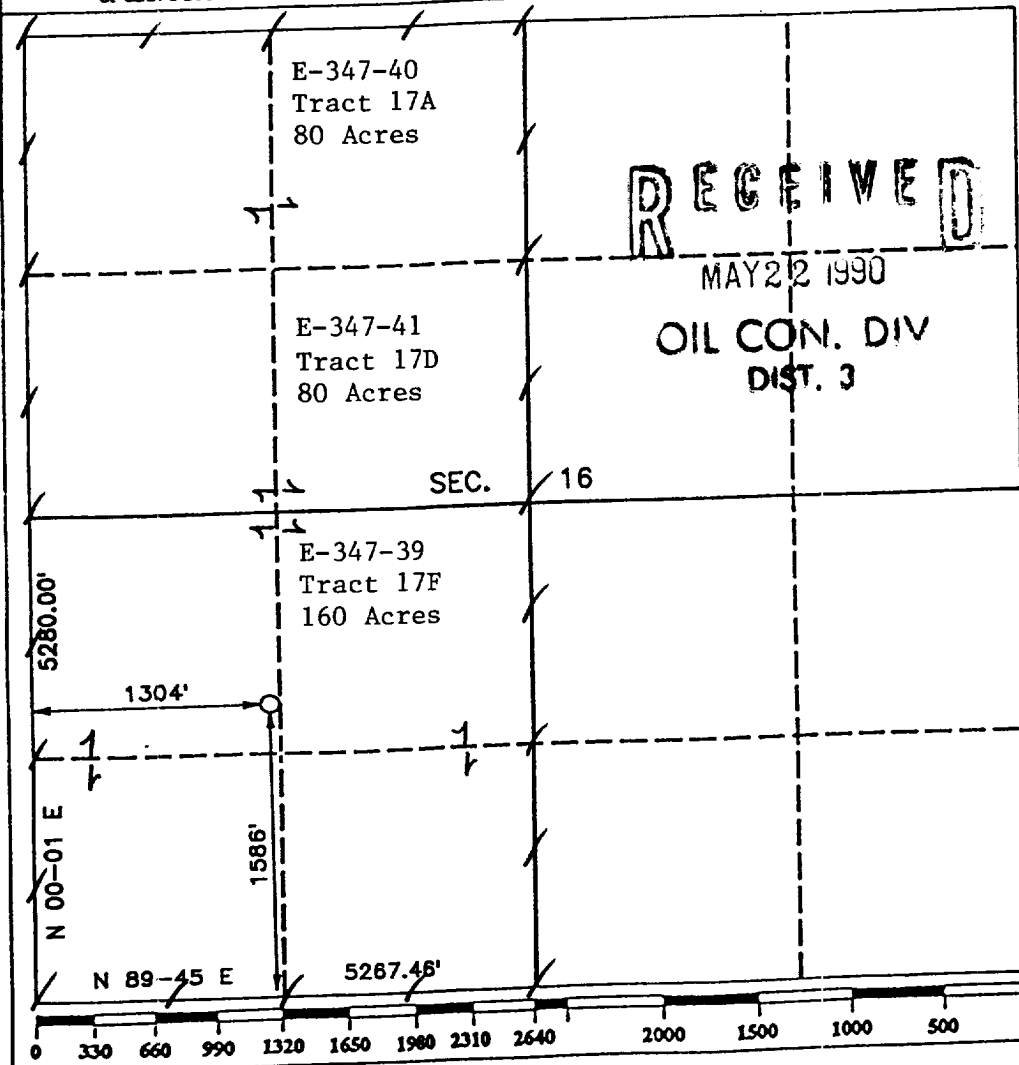 E-347-40
Tract 17A
80 Acres
RECEIVED
MAY 22 1990
OIL CON. DIV
DIST. 3
E-347-41
Tract 17D
80 Acres
SEC. 16
E-347-39
Tract 17F
160 Acres
5280.00'
1304'
1586'
N 00-01 E
N 89-45 E 5267.46'
0 330 660 990 1320 1650 1980 2310 2640 2000 1500 1000 500